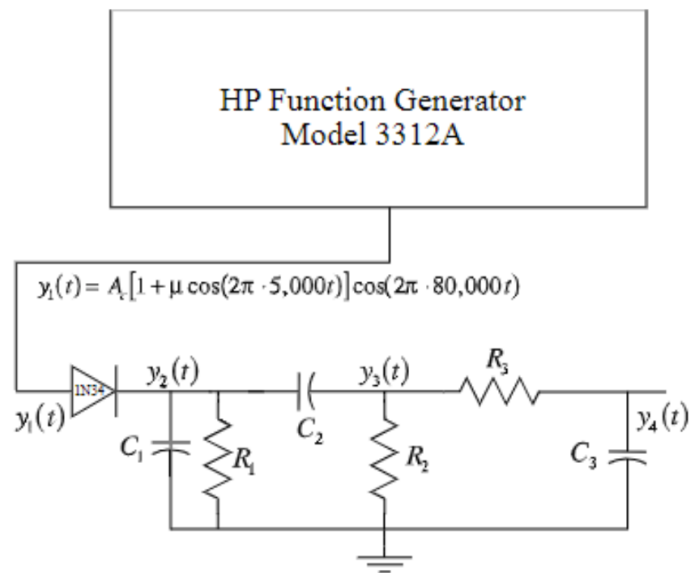 HP Function Generator
Model 3312A
y₁(t) = A_c[1+μ cos(2π ·5,000t)]cos(2π ·80,000t)
1N34
y₁(t)
y₂(t)
C₁
R₁
C₂
y₃(t)
R₂
R₃
C₃
y₄(t)